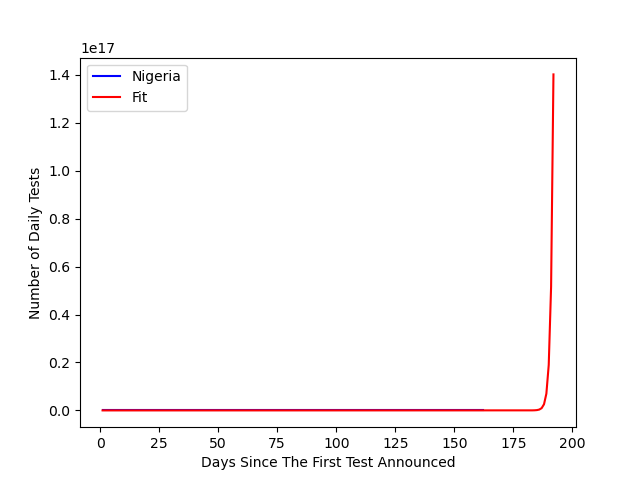 1e17
Nigeria
Fit
1.4
1.2
1.0
0.8
0.6
0.4
0.2
0.0
Number of Daily Tests
0 25 50 75 100 125 150 175 200
Days Since The First Test Announced